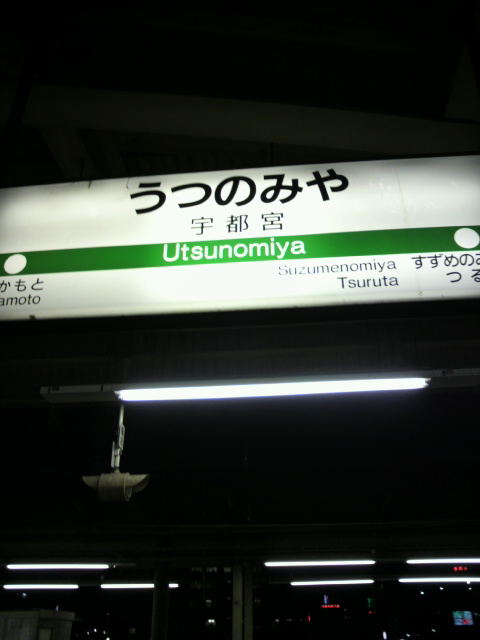 うつのみや
宇都宮
Utsunomiya
かもと
amoto
Suzumenomiya
すずめのみ
Tsuruta
つる